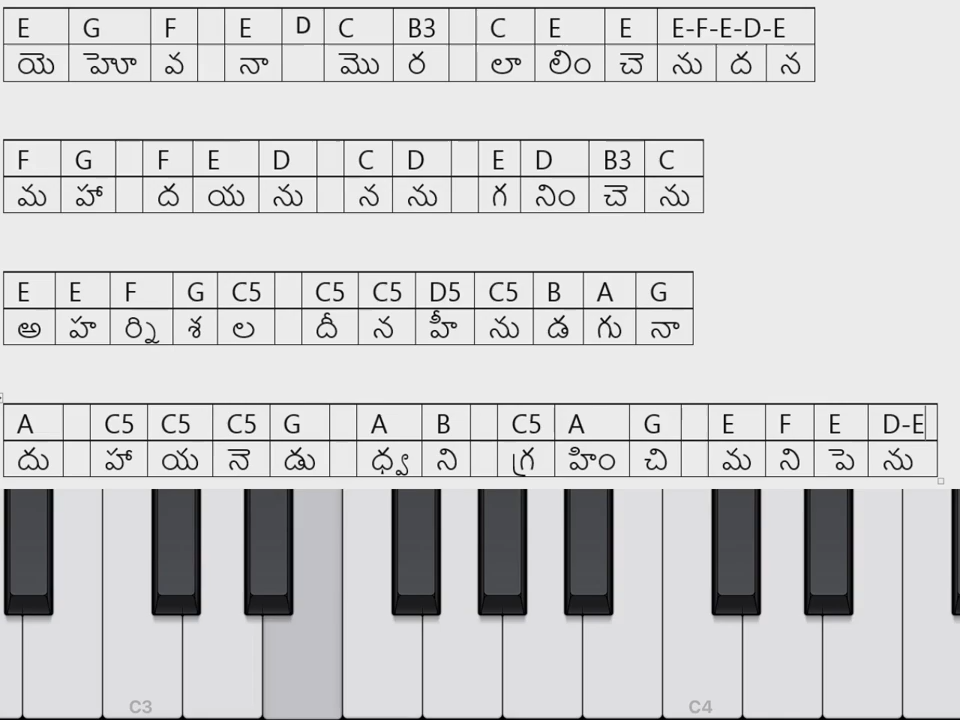 E G F E D C B3 C E E E-F-E-D-E
యె హెూ వ నా మొ ర లా లిం చె ను ద న
F G F E D C D E D B3 C
మ హా ద య ను న ను గ నిం చె ను
E E F G C5 C5 C5 D5 C5 B A G
అ హ ర్ని శ ల దీ న హీ ను డ గు నా
A C5 C5 C5 G A B C5 A G E F E D-E
దు హా య నె డు ధ్వ ని గ్ర హిం చి మ ని పె ను
C3 C4